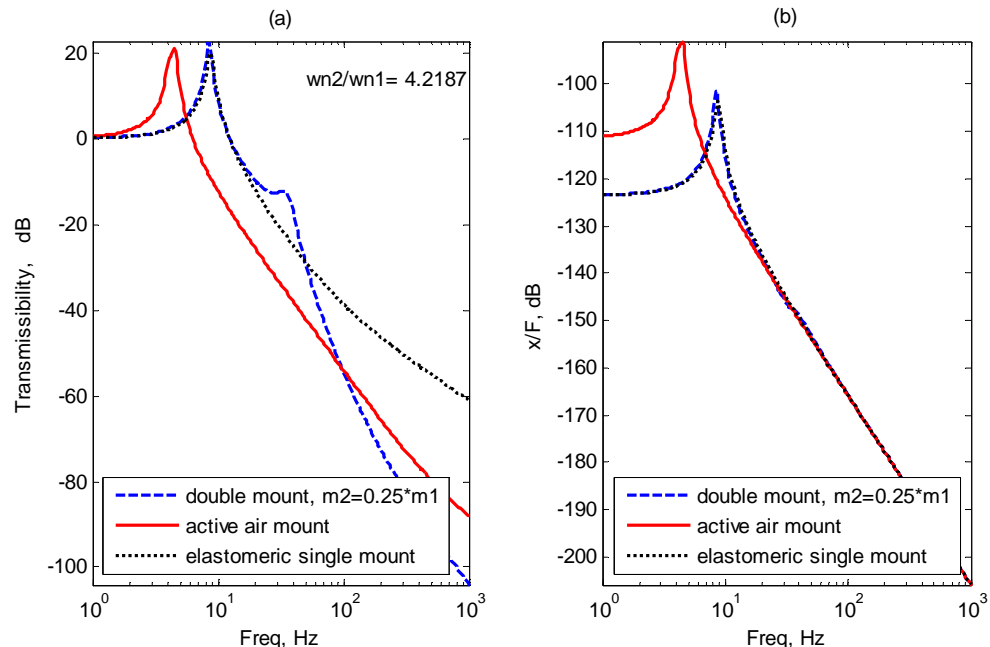 (a)
wn2/wn1= 4.2187
20
0
-20
-40
-60
-80
-100
Transmissibility, dB
double mount, m2=0.25*m1
active air mount
elastomeric single mount
10^0
10^1
10^2
10^3
Freq, Hz
(b)
-100
-110
-120
-130
-140
-150
-160
-170
-180
-190
-200
x/F, dB
double mount, m2=0.25*m1
active air mount
elastomeric single mount
10^0
10^1
10^2
10^3
Freq, Hz